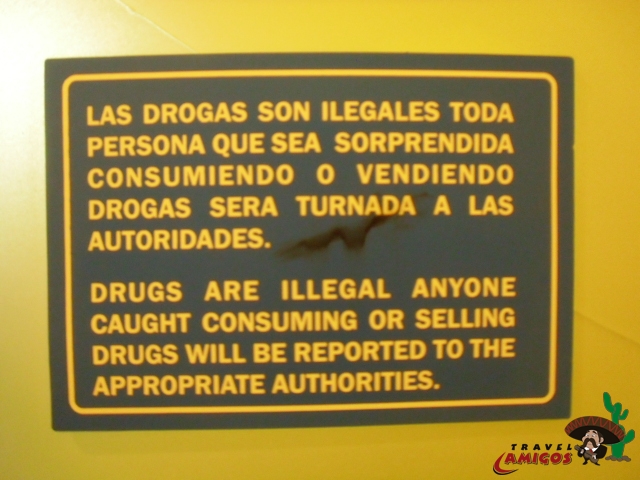 LAS DROGAS SON ILEGALES TODA
PERSONA QUE SEA SORPRENDIDA
CONSUMIENDO O VENDIENDO
DROGAS SERA TURNADA A LAS
AUTORIDADES.
DRUGS ARE ILLEGAL ANYONE
CAUGHT CONSUMING OR SELLING
DRUGS WILL BE REPORTED TO THE
APPROPRIATE AUTHORITIES.
TRAVEL
AMIGOS